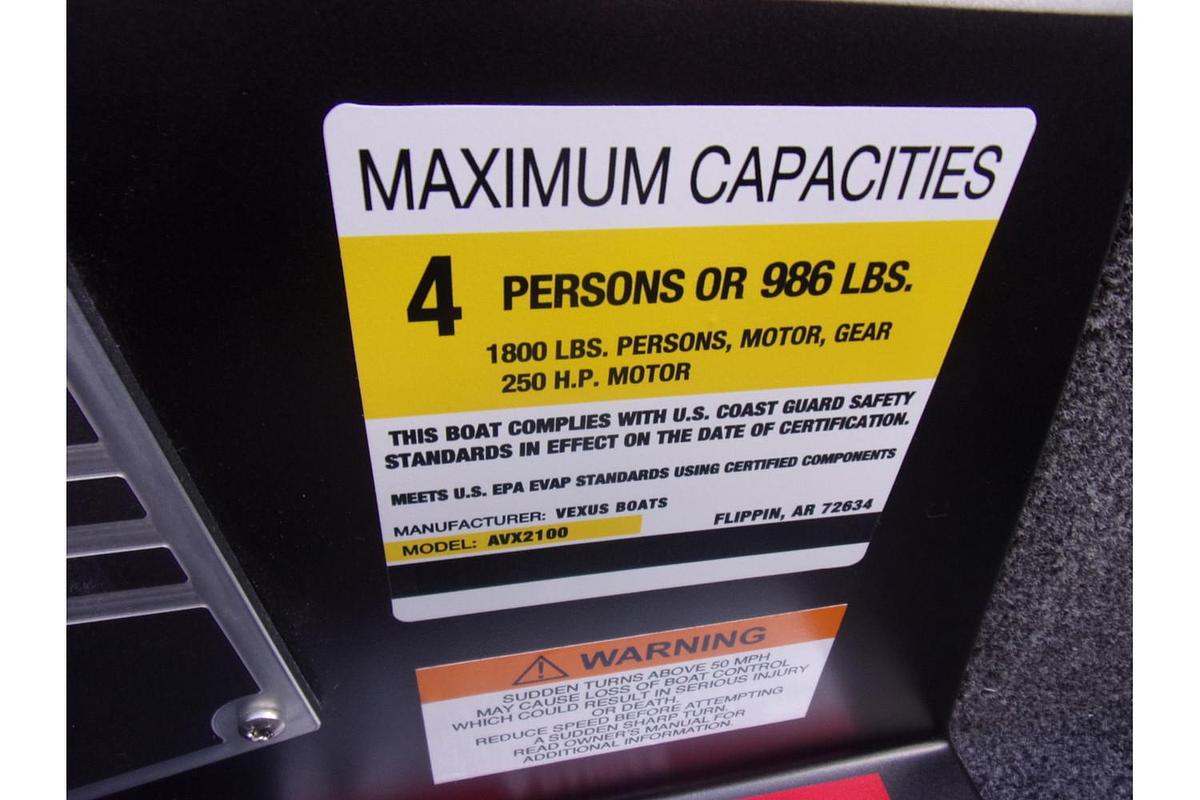 MAXIMUM CAPACITIES
4 PERSONS OR 986 LBS.
1800 LBS. PERSONS, MOTOR, GEAR
250 H.P. MOTOR
THIS BOAT COMPLIES WITH U.S. COAST GUARD SAFETY
STANDARDS IN EFFECT ON THE DATE OF CERTIFICATION.
MEETS U.S. EPA EVAP STANDARDS USING CERTIFIED COMPONENTS
MANUFACTURER: VEXUS BOATS FLIPPIN, AR 72634
MODEL: AVX2100
WARNING
SUDDEN TURNS ABOVE 50 MPH
MAY CAUSE LOSS OF BOAT CONTROL
WHICH COULD RESULT IN SERIOUS INJURY
OR DEATH.
REDUCE SPEED BEFORE ATTEMPTING
A SUDDEN SHARP TURN.
READ OWNER'S MANUAL FOR
ADDITIONAL INFORMATION.